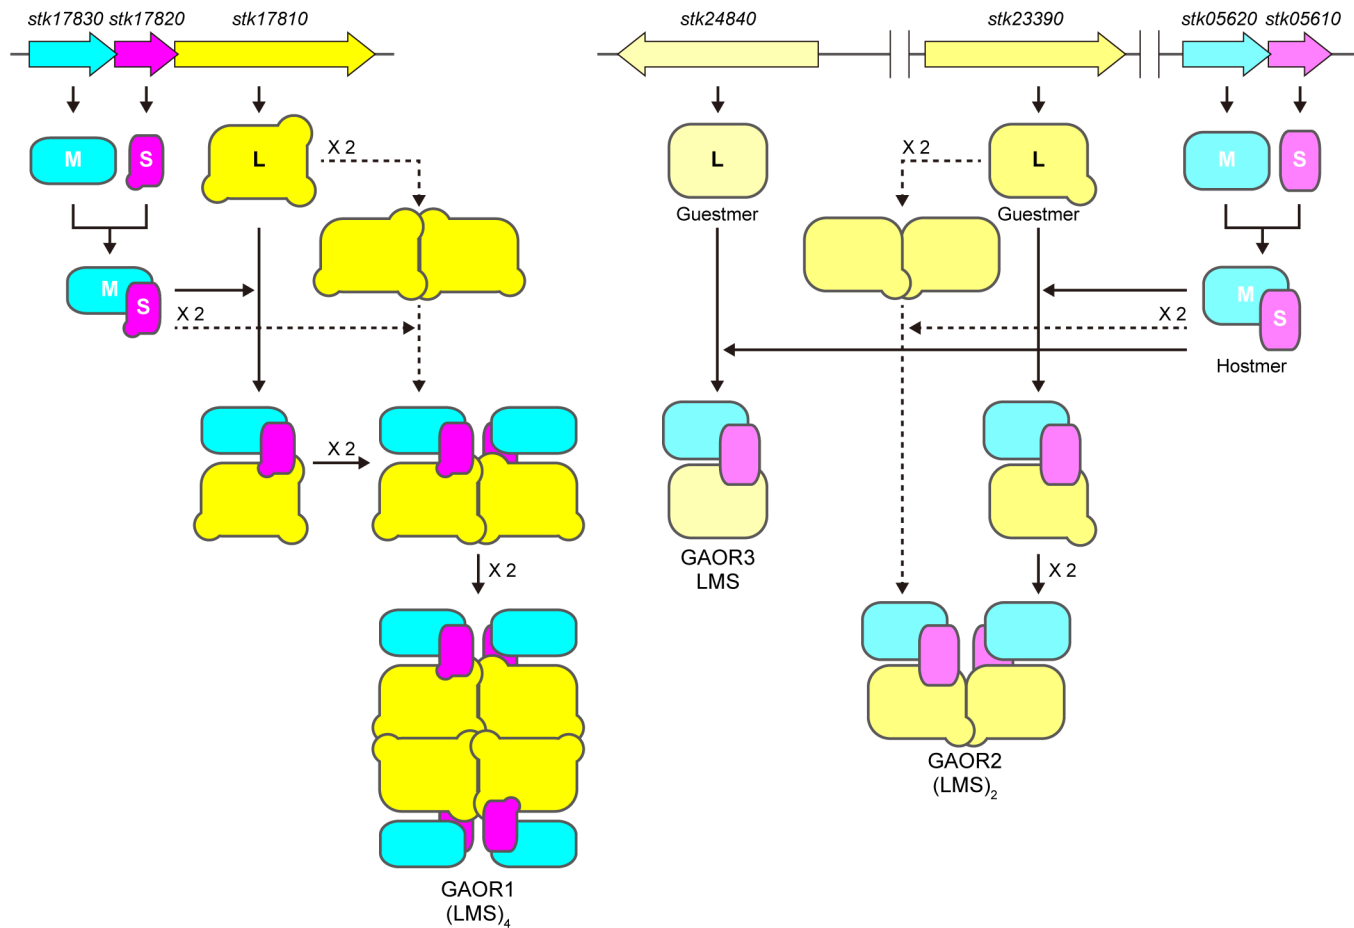 stk17830 stk17820 stk17810 stk24840 stk23390 stk05620 stk05610
M S L L L M S
X 2 X 2
Guestmer Guestmer
M S M S
X 2 X 2
Hostmer
X 2
GAOR3
LMS
X 2 X 2
GAOR2
(LMS)2
GAOR1
(LMS)4